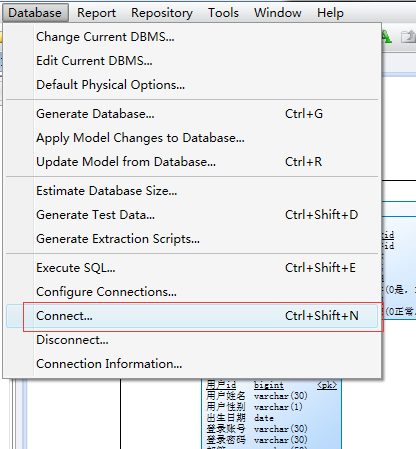 Database Report Repository Tools Window Help
Change Current DBMS...
Edit Current DBMS...
Default Physical Options...
Generate Database... Ctrl+G
Apply Model Changes to Database...
Update Model from Database... Ctrl+R
Estimate Database Size...
Generate Test Data... Ctrl+Shift+D
Generate Extraction Scripts...
Execute SQL... Ctrl+Shift+E
Configure Connections...
Connect... Ctrl+Shift+N
Disconnect...
Connection Information...
id
id
(0是,
(0正常
用户id bigint <pk>
用户姓名 varchar(30)
用户性别 varchar(1)
出生日期 date
登录账号 varchar(30)
登录密码 varchar(30)